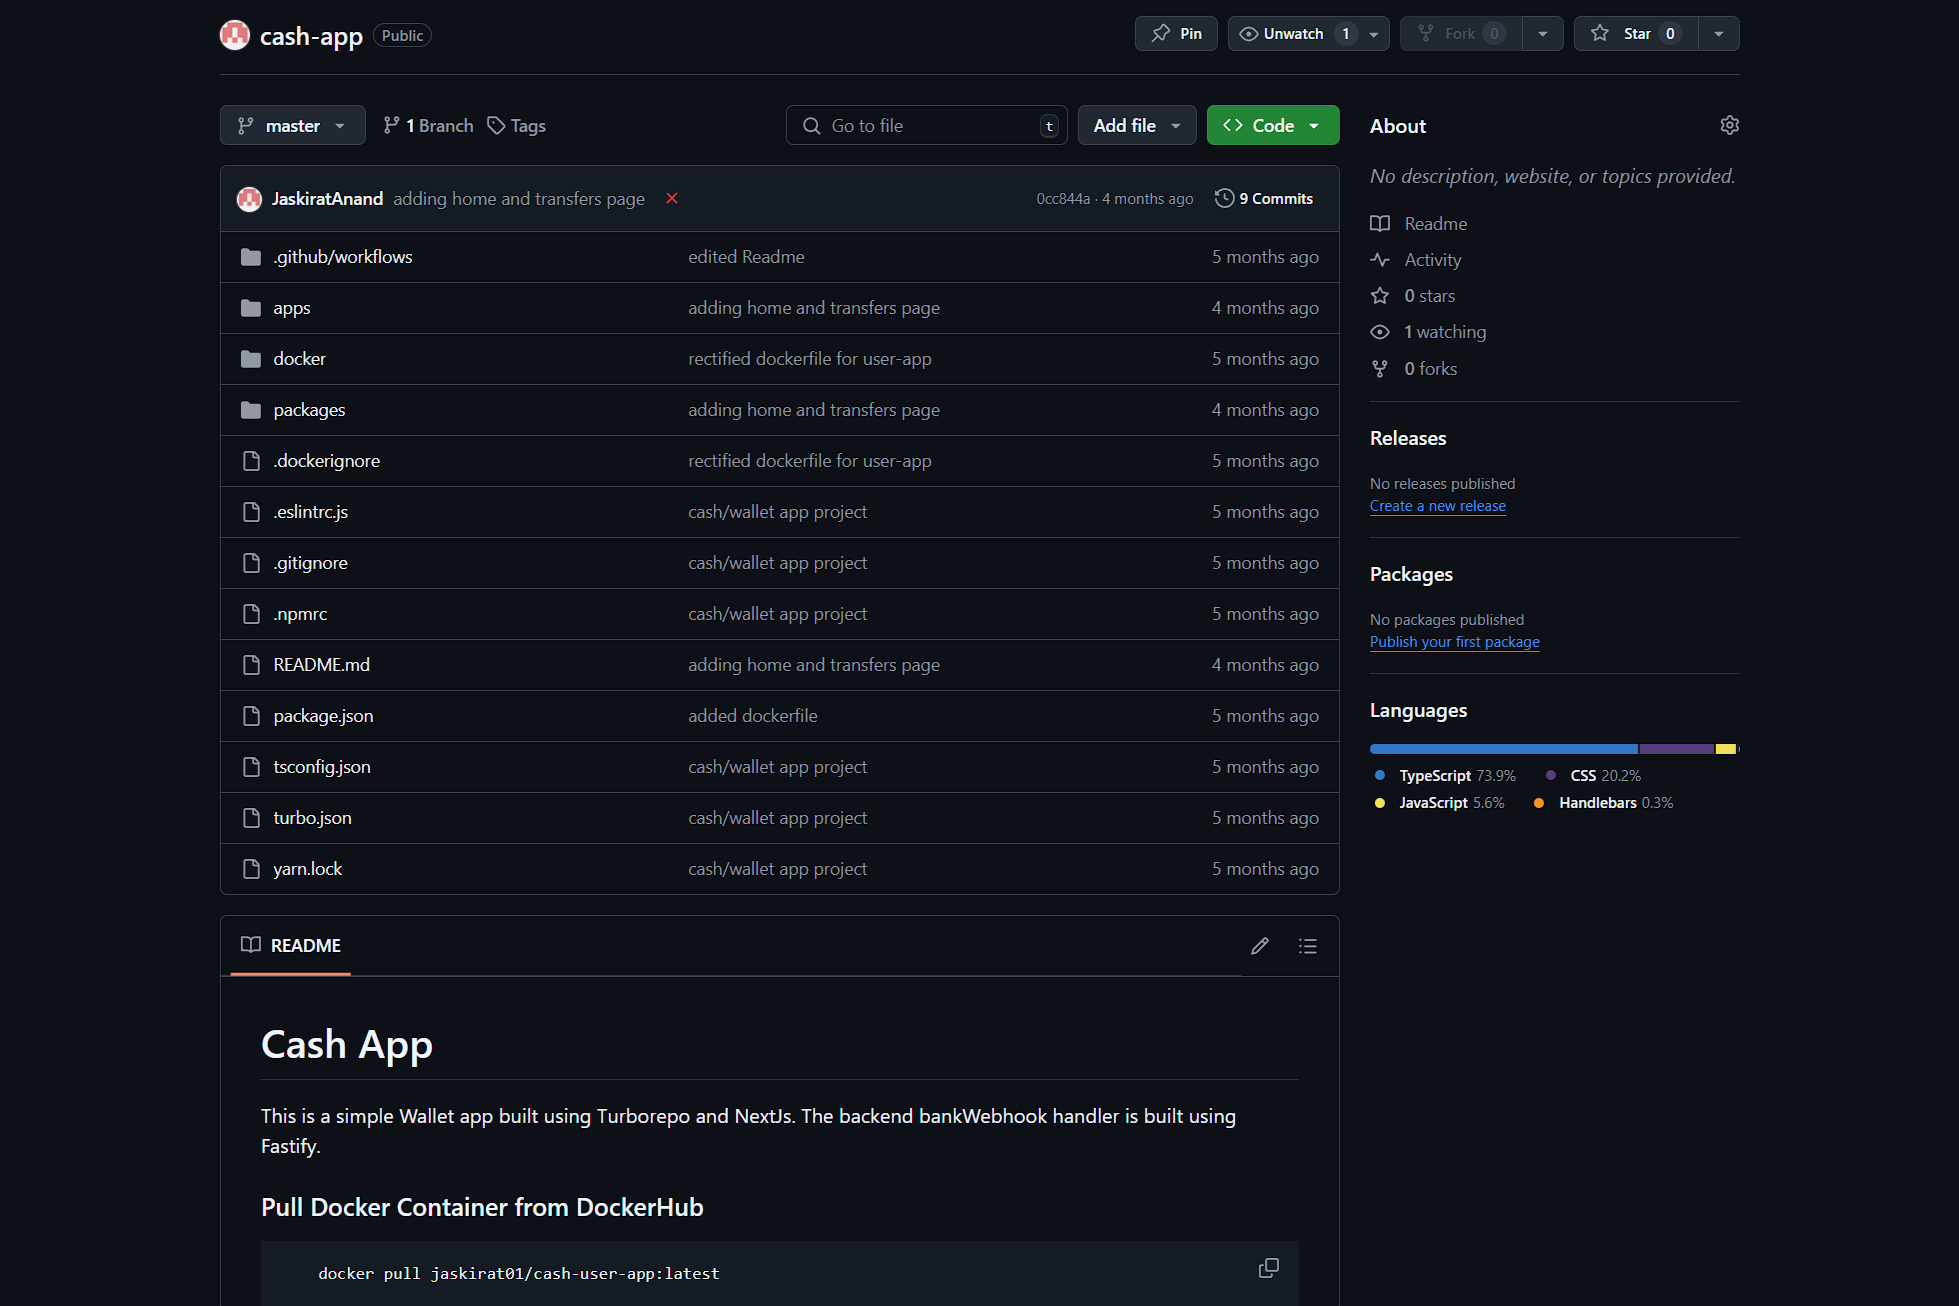 cash-app Public Pin Unwatch 1 Fork 0 Star 0
master 1 Branch Tags Go to file t Add file Code
JaskiratAnand adding home and transfers page 0cc844a · 4 months ago 9 Commits
.github/workflows edited Readme 5 months ago
apps adding home and transfers page 4 months ago
docker rectified dockerfile for user-app 5 months ago
packages adding home and transfers page 4 months ago
.dockerignore rectified dockerfile for user-app 5 months ago
.eslintrc.js cash/wallet app project 5 months ago
.gitignore cash/wallet app project 5 months ago
.npmrc cash/wallet app project 5 months ago
README.md adding home and transfers page 4 months ago
package.json added dockerfile 5 months ago
tsconfig.json cash/wallet app project 5 months ago
turbo.json cash/wallet app project 5 months ago
yarn.lock cash/wallet app project 5 months ago
README
Cash App
This is a simple Wallet app built using Turborepo and NextJs. The backend bankWebhook handler is built using
Fastify.
Pull Docker Container from DockerHub
docker pull jaskirat01/cash-user-app:latest
About
No description, website, or topics provided.
Readme
Activity
0 stars
1 watching
0 forks
Releases
No releases published
Create a new release
Packages
No packages published
Publish your first package
Languages
TypeScript 73.9% CSS 20.2%
JavaScript 5.6% Handlebars 0.3%